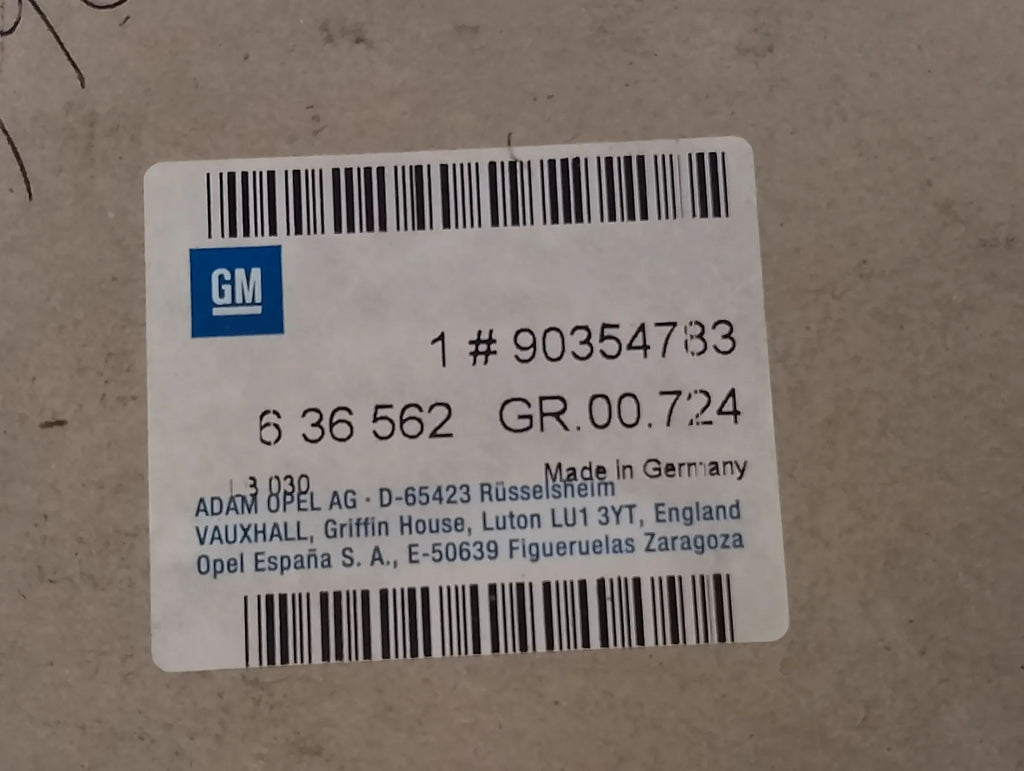 GM
1 # 90354783
6 36 562 GR.00.724
Made in Germany
3 030
ADAM OPEL AG · D-65423 Rüsselsheim
VAUXHALL, Griffin House, Luton LU1 3YT, England
Opel España S. A., E-50639 Figueruelas Zaragoza